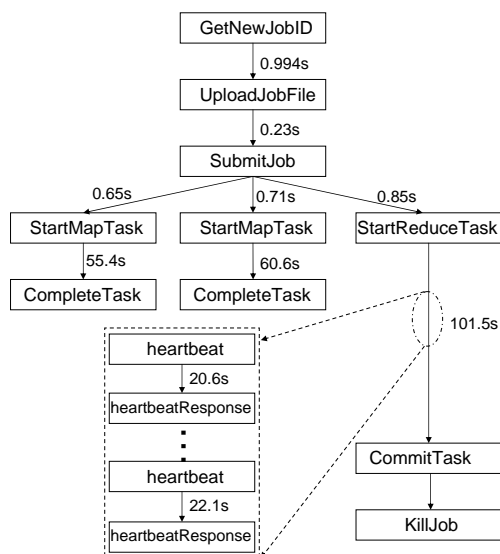 GetNewJobID
0.994s
UploadJobFile
0.23s
SubmitJob
0.65s
0.71s
0.85s
StartMapTask
StartMapTask
StartReduceTask
55.4s
60.6s
CompleteTask
CompleteTask
101.5s
heartbeat
20.6s
heartbeatResponse
heartbeat
CommitTask
22.1s
KillJob
heartbeatResponse